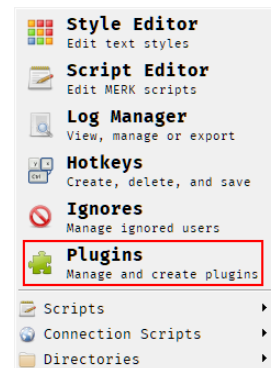 Style Editor
Edit text styles
Script Editor
Edit MERK scripts
Log Manager
View, manage or export
Hotkeys
Create, delete, and save
Ignores
Manage ignored users
Plugins
Manage and create plugins
Scripts
Connection Scripts
Directories